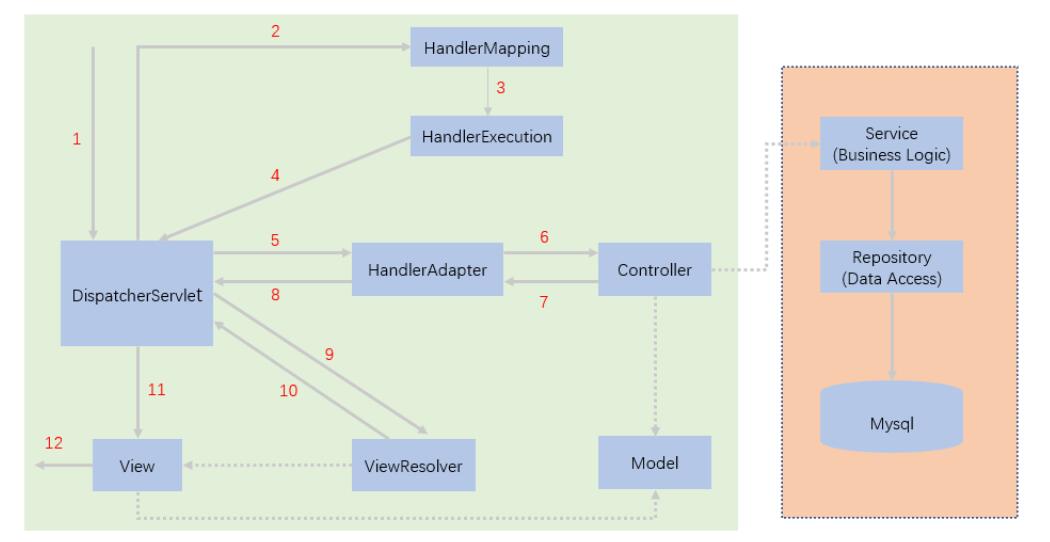 2
HandlerMapping
3
1
HandlerExecution
Service
(Business Logic)
4
5
6
DispatcherServlet
HandlerAdapter
Controller
Repository
(Data Access)
8
7
9
10
11
Mysql
12
View
ViewResolver
Model